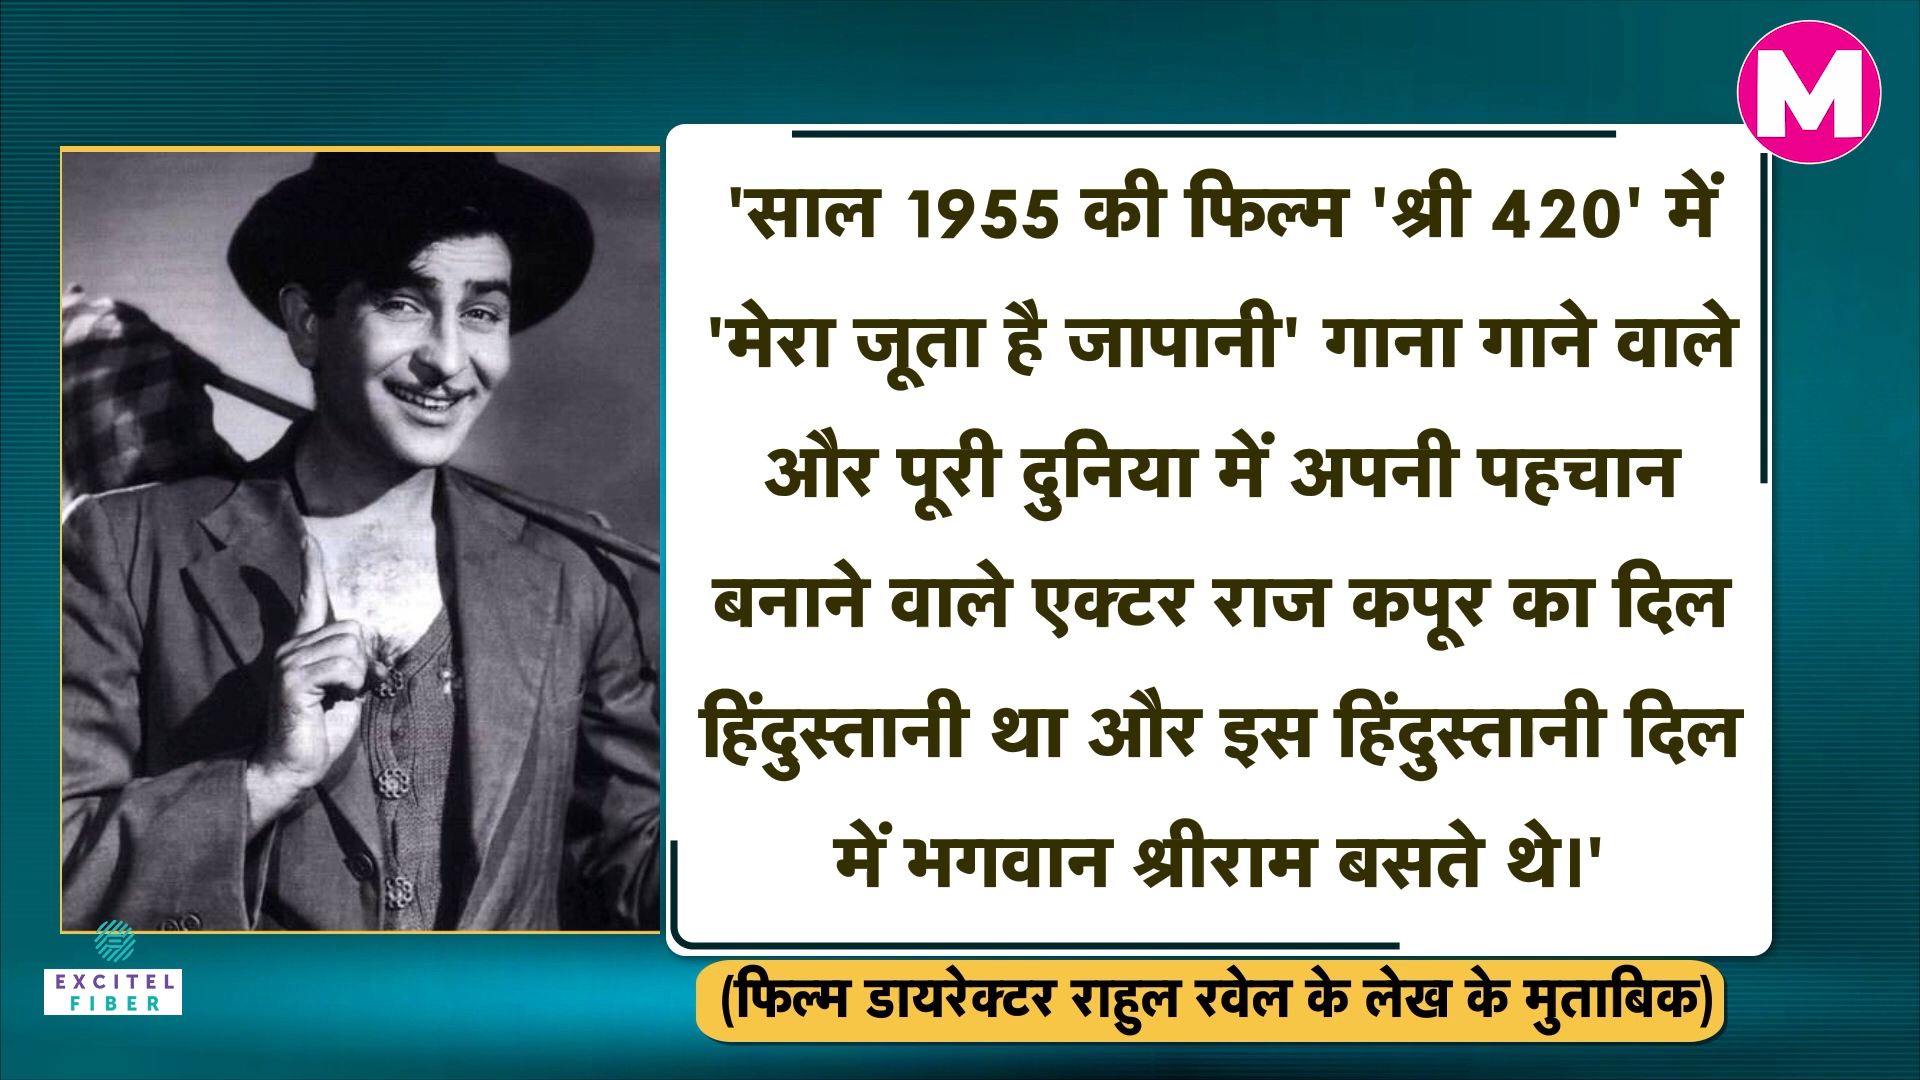 M
'साल 1955 की फिल्म 'श्री 420' में
'मेरा जूता है जापानी' गाना गाने वाले
और पूरी दुनिया में अपनी पहचान
बनाने वाले एक्टर राज कपूर का दिल
हिंदुस्तानी था और इस हिंदुस्तानी दिल
में भगवान श्रीराम बसते थे।'
(फिल्म डायरेक्टर राहुल रवेल के लेख के मुताबिक)
EXCITEL
FIBER